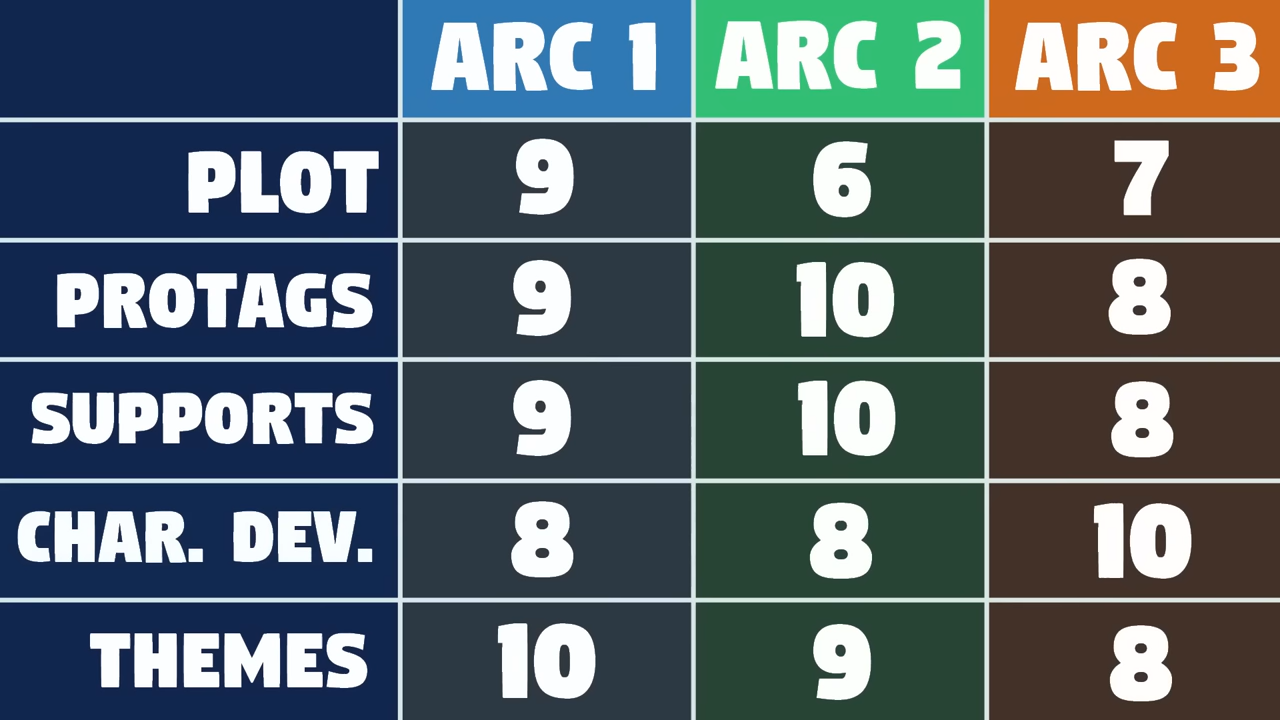 ARC 1 ARC 2 ARC 3
PLOT 9 6 7
PROTAGS 9 10 8
SUPPORTS 9 10 8
CHAR. DEV. 8 8 10
THEMES 10 9 8